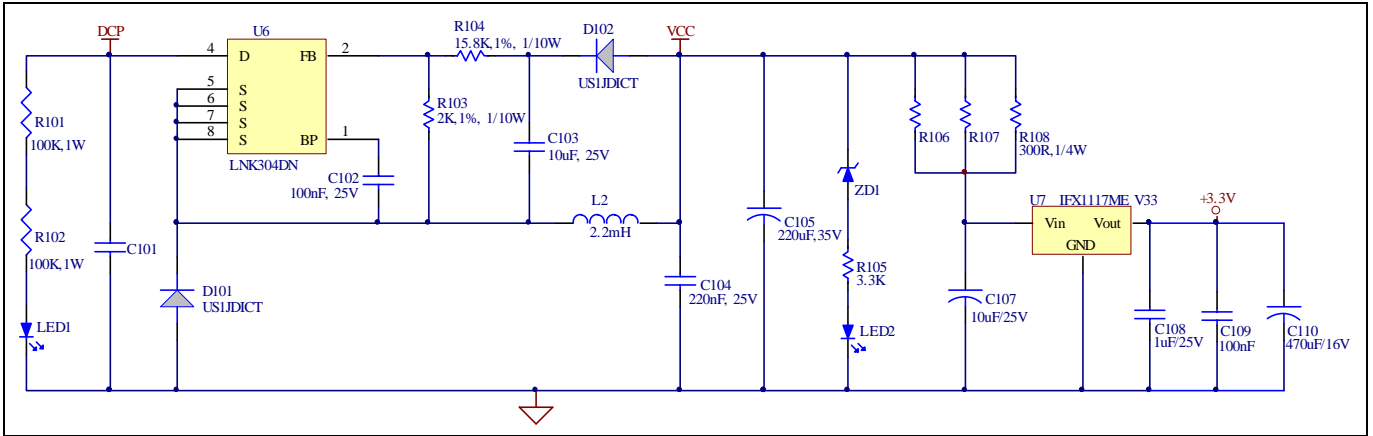 DCP
R101
100K,1W
R102
100K,1W
LED1
C101
U6
4
D
FB
2
5
S
6
S
7
S
8
S
BP
1
LNK304DN
C102
100nF, 25V
D101
US1JDICT
R103
2K,1%, 1/10W
R104
15.8K,1%, 1/10W
C103
10uF, 25V
D102
US1JDICT
L2
2.2mH
VCC
C104
220nF, 25V
C105
220uF,35V
ZD1
R105
3.3K
LED2
R106
R107
R108
300R,1/4W
C107
10uF/25V
U7 IFX1117ME V33
Vin Vout
GND
+3.3V
C108
1uF/25V
C109
100nF
C110
470uF/16V